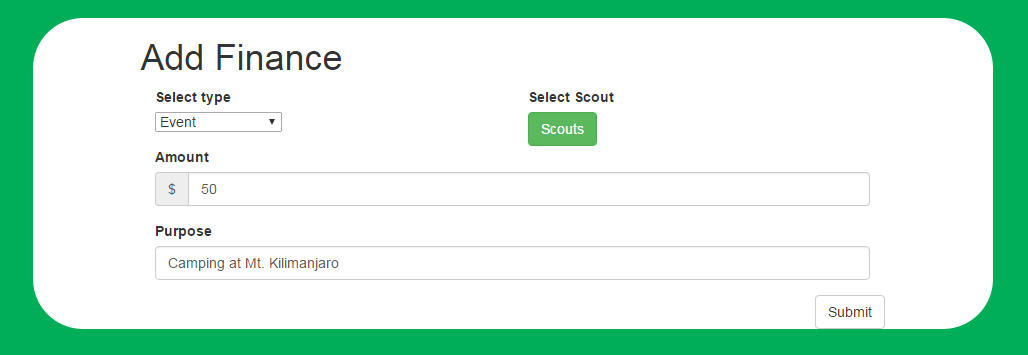 Add Finance
Select type
Select Scout
Event
Scouts
Amount
$ 50
Purpose
Camping at Mt. Kilimanjaro
Submit